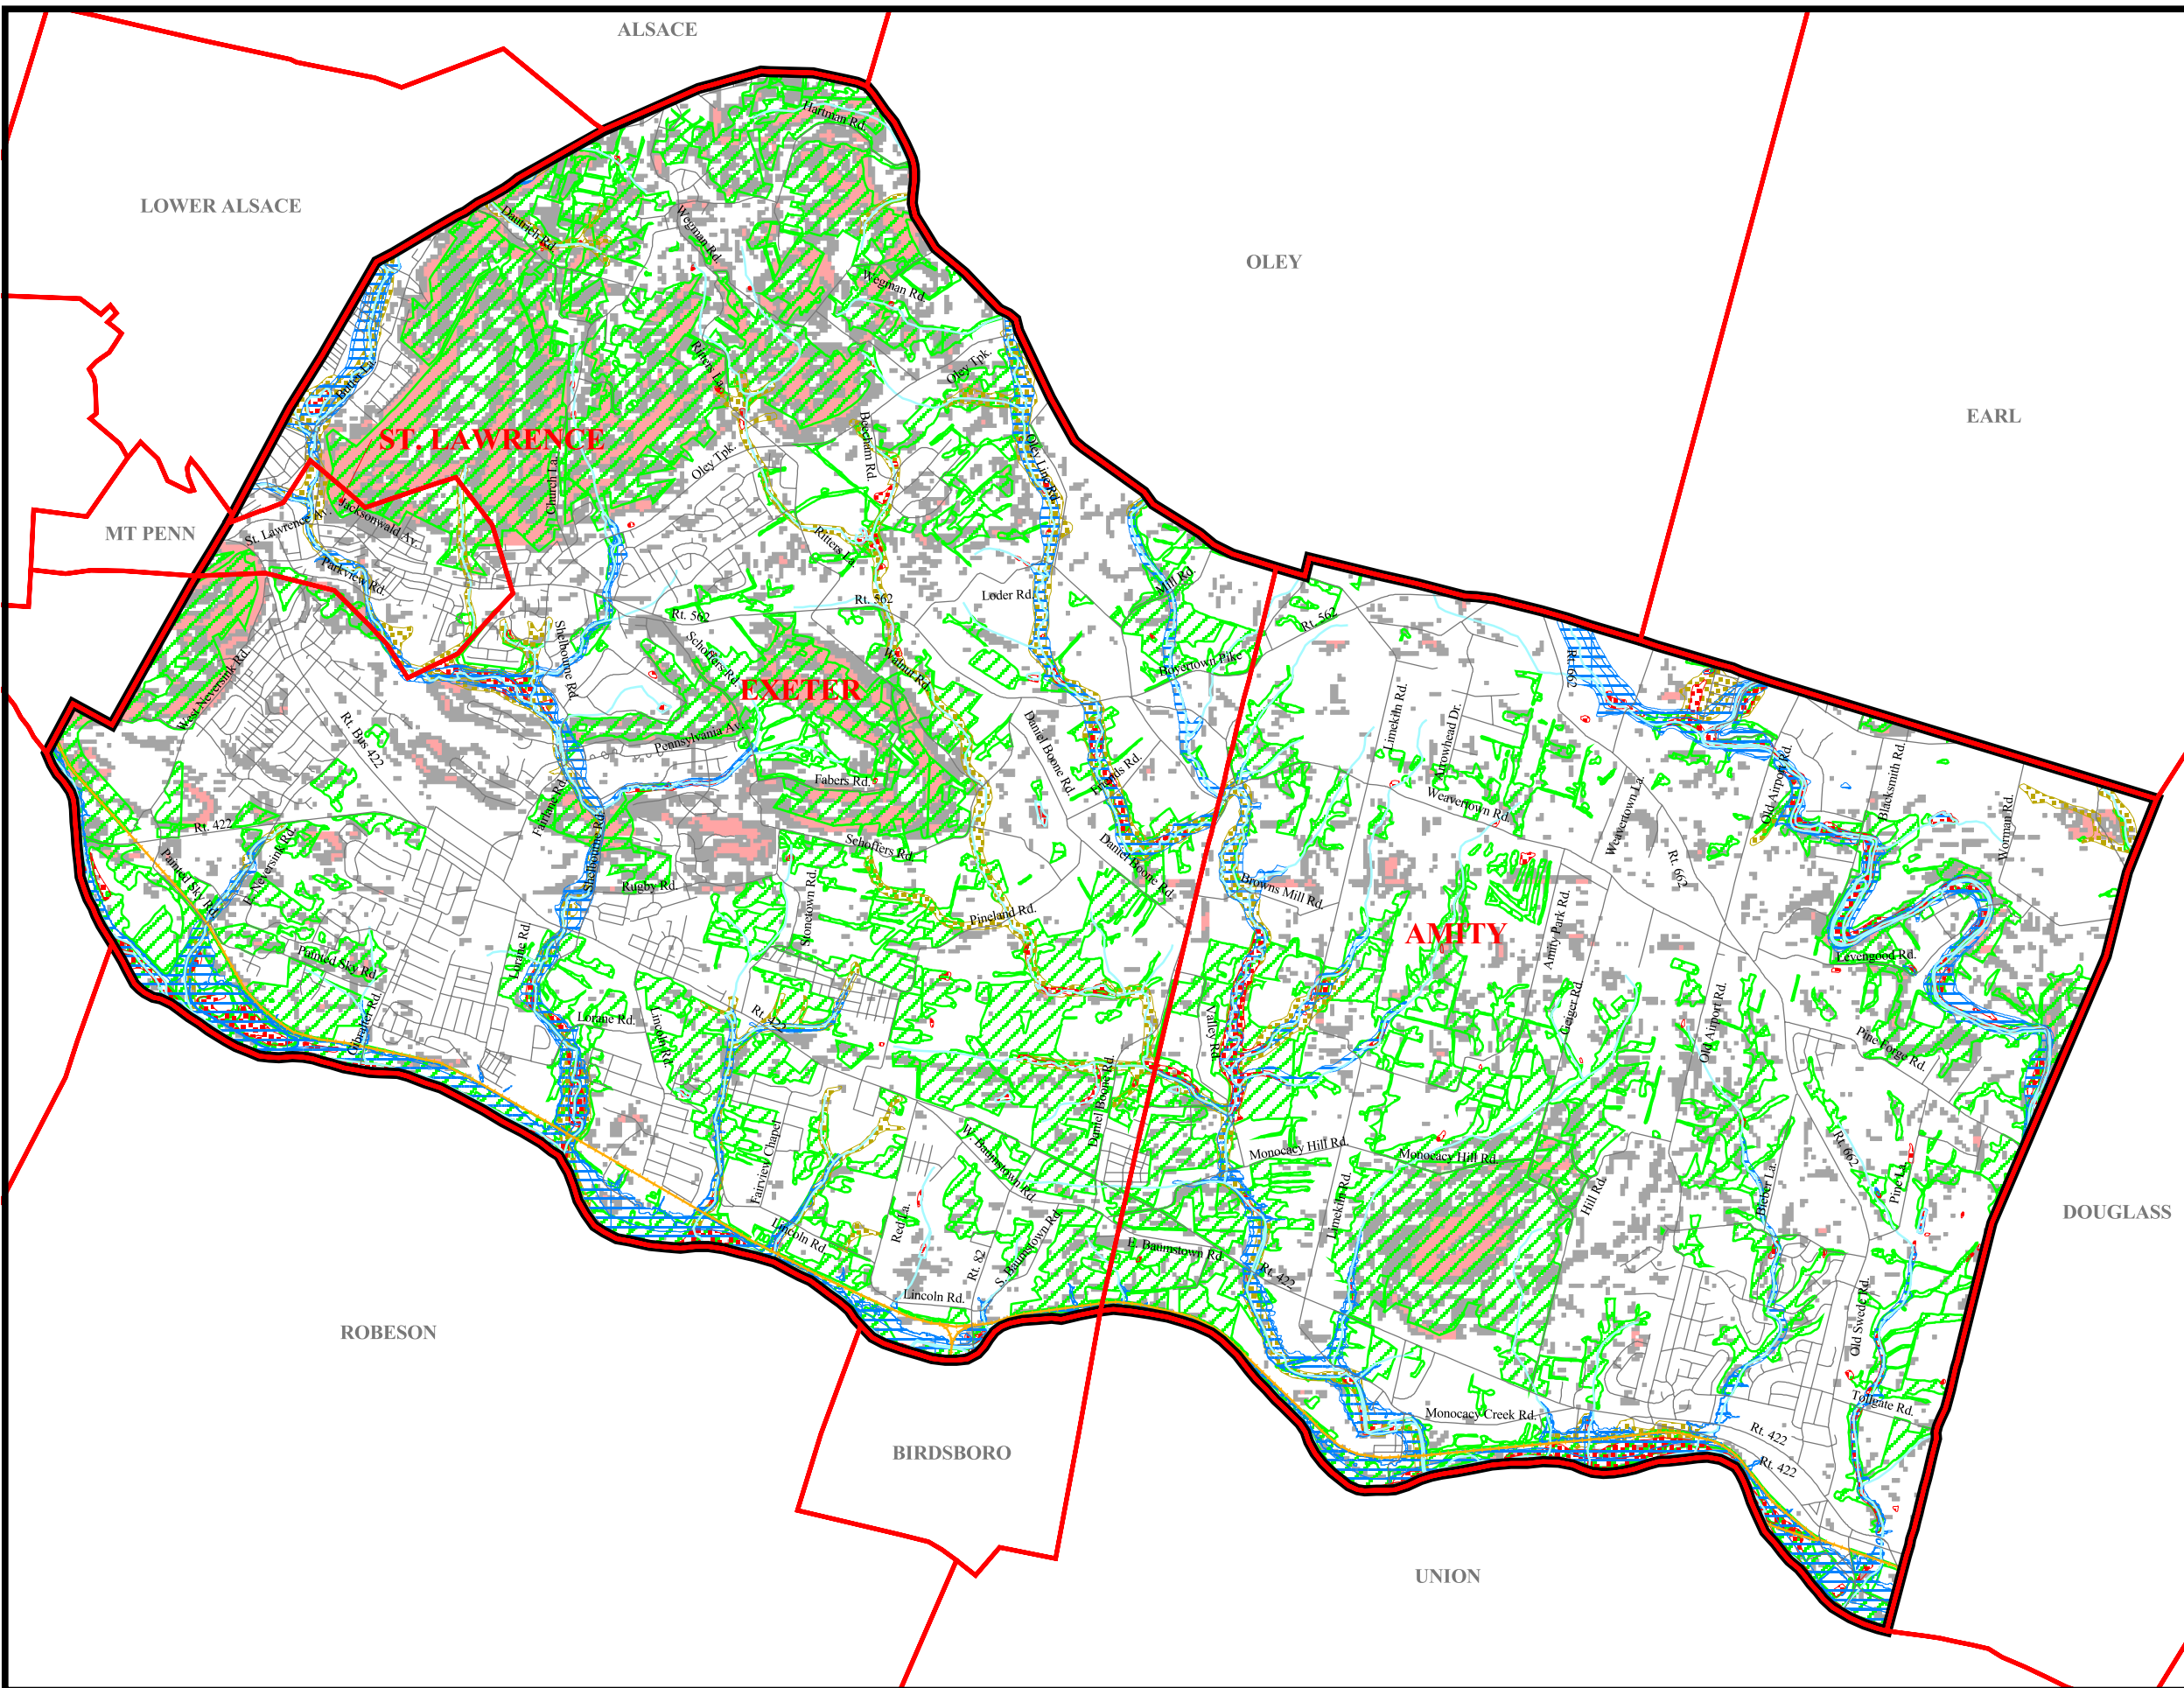 ALSACE
Hartman Rd.
LOWER ALSACE
Dautrich Rd.
Wegman Rd.
OLEY
Wegman Rd.
Butler La.
Ritters La.
Oley Tpk.
EARL
Beecham Rd.
ST. LAWRENCE
Oley Tpk.
Church La.
Oley Line Rd.
Jacksonwald Av.
St. Lawrence Av.
MT PENN
Ritters La.
Parkview Rd.
Mill Rd.
Loder Rd.
Rt. 562
Rt. 562
Rt. 562
Shelbourne Rd.
Schoffers Rd.
Walnut Rd.
Hoyertown Pike
Rt. 662
West Neversink Rd.
EXETER
Limekiln Rd.
Arrowhead Dr.
Rt. Bus 422
Pennsylvania Av.
Daniel Boone Rd.
Friends Rd.
Fabers Rd.
Weavertown Rd.
Weavertown La.
Old Airport Rd.
Blacksmith Rd.
Worman Rd.
Fairlane Rd.
Rt. 422
E. Neversink Rd.
Painted Sky Rd.
Shelbourne Rd.
Schoffers Rd.
Daniel Boone Rd.
Rt. 662
Rugby Rd.
Browns Mill Rd.
Stonetown Rd.
Pineland Rd.
AMITY
Amity Park Rd.
Lorane Rd.
Painted Sky Rd.
Levengood Rd.
Gibralter Rd.
Lorane Rd.
Lincoln Rd.
Rt. 422
Valley Rd.
Geiger Rd.
Old Airport Rd.
Pine Forge Rd.
Daniel Boone Rd.
Fairview Chapel
W. Baumstown Rd.
Monocacy Hill Rd.
Monocacy Hill Rd.
Rt. 662
Pine La.
Hill Rd.
Blieber La.
Limekiln Rd.
DOUGLASS
Red La.
Lincoln Rd.
S. Baumstown Rd.
E. Baumstown Rd.
Rt. 82
Rt. 422
Lincoln Rd.
Old Swede Rd.
ROBESON
Tollgate Rd.
Monocacy Creek Rd.
Rt. 422
BIRDSBORO
Rt. 422
UNION